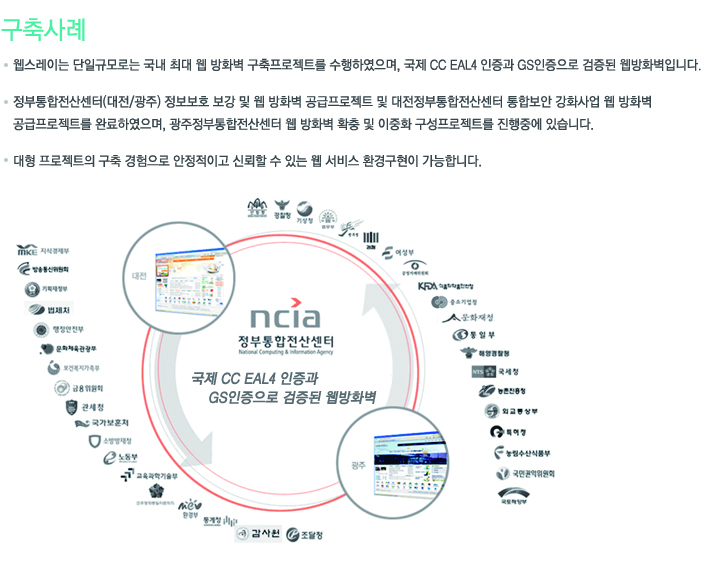 구축사례
웹스레이는 단일규모로는 국내 최대 웹 방화벽 구축프로젝트를 수행하였으며, 국제 CC EAL4 인증과 GS인증으로 검증된 웹방화벽입니다.
정부통합전산센터(대전/광주) 정보보호 보강 및 웹 방화벽 공급프로젝트 및 대전정부통합전산센터 통합보안 강화사업 웹 방화벽
공급프로젝트를 완료하였으며, 광주정부통합전산센터 웹 방화벽 확충 및 이중화 구성프로젝트를 진행중에 있습니다.
대형 프로젝트의 구축 경험으로 안정적이고 신뢰할 수 있는 웹 서비스 환경구현이 가능합니다.
경찰청
기상청
법무부
검찰
여성부
공정거래위원회
KFDA 식품의약품안전청
중소기업청
문화재청
통일부
해양경찰청
NTS 국세청
농촌진흥청
외교통상부
특허청
농림수산식품부
국민권익위원회
국토해양부
MKE 지식경제부
방송통신위원회
기획재정부
법제처
행정안전부
문화체육관광부
보건복지가족부
금융위원회
관세청
국가보훈처
소방방재청
노동부
교육과학기술부
환경부
통계청
감사원
조달청
대전
ncia
정부통합전산센터
National Computing & Information Agency
국제 CC EAL4 인증과
GS인증으로 검증된 웹방화벽
광주